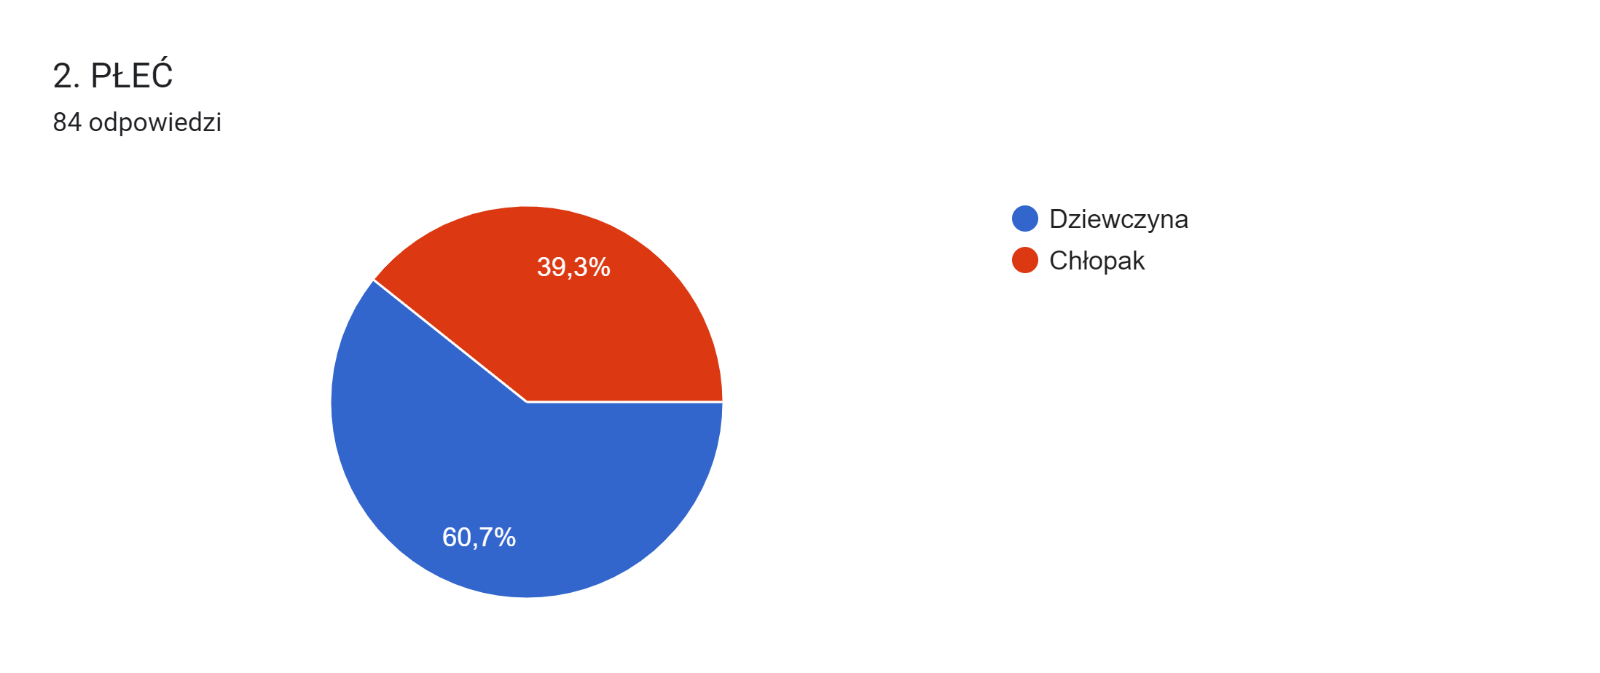 2. PŁEĆ
84 odpowiedzi
39,3%
60,7%
Dziewczyna
Chłopak